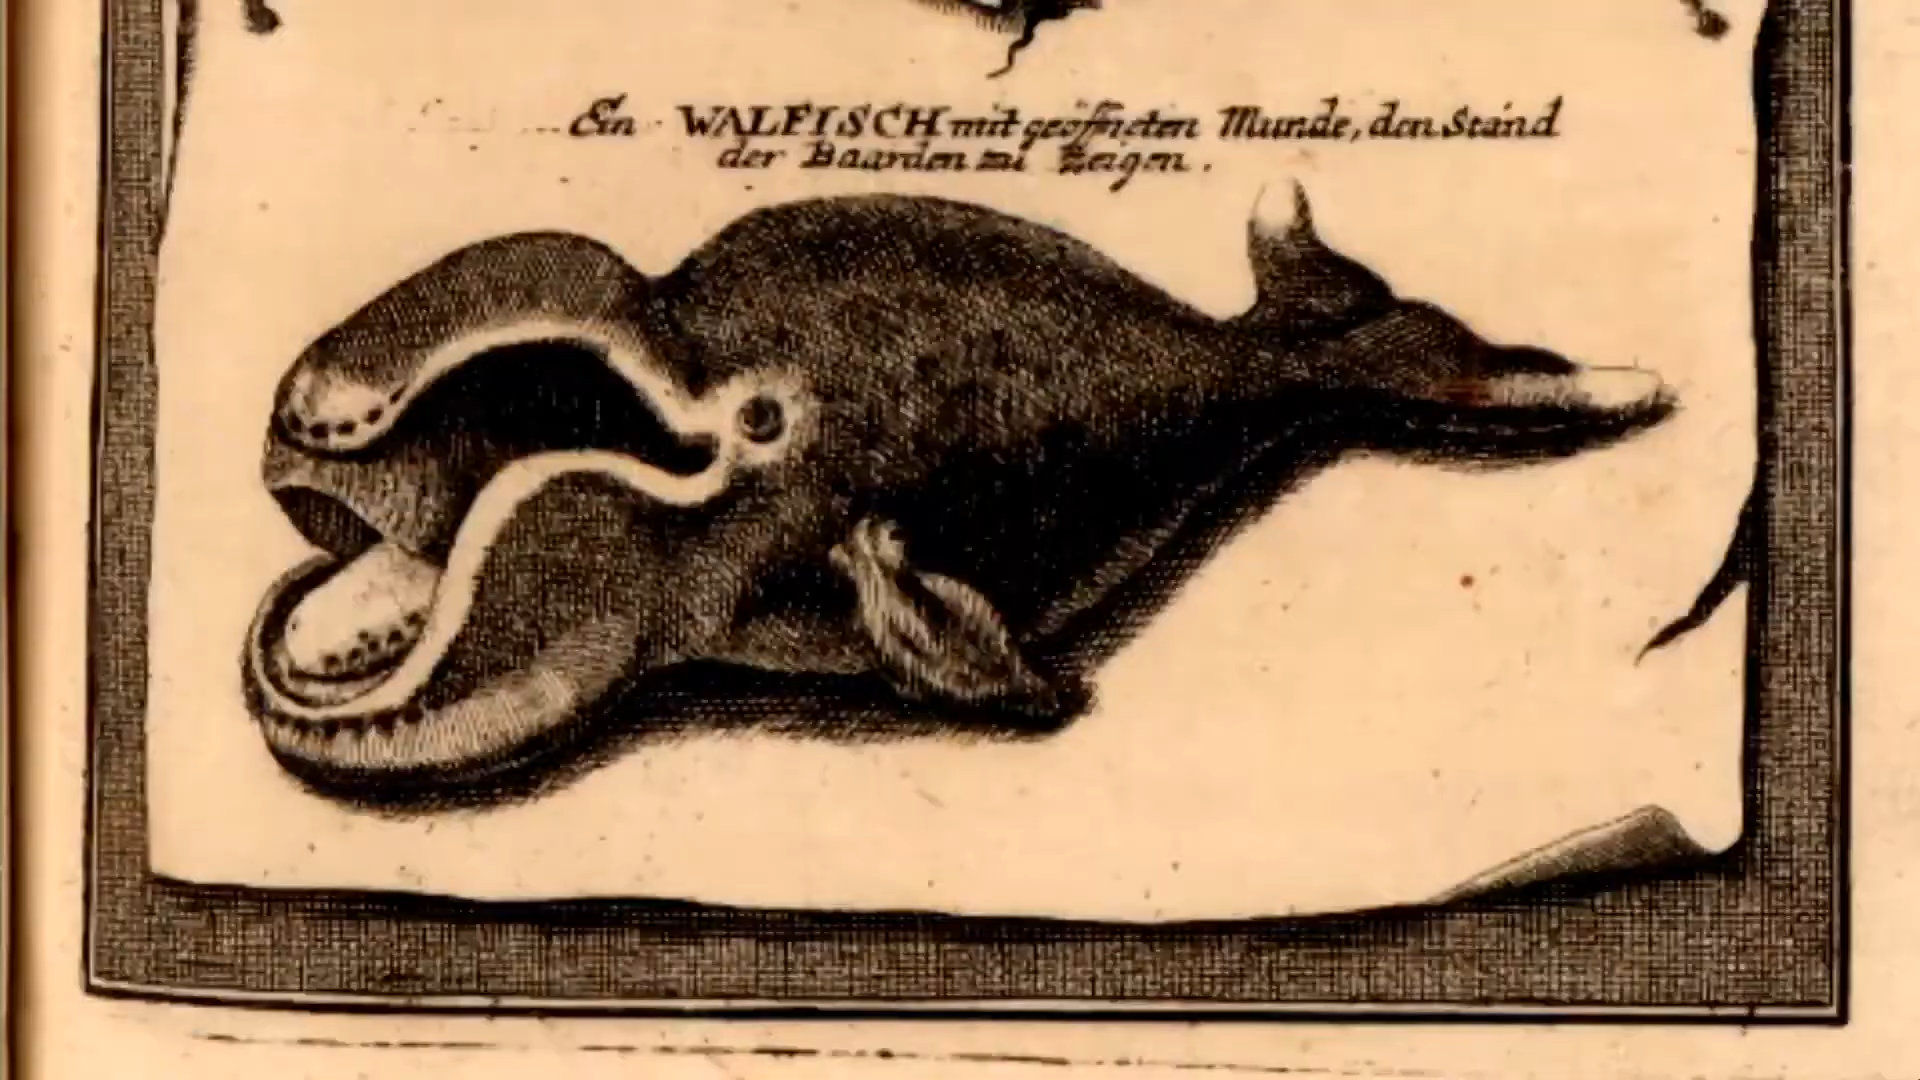 Ein WALFISCH mit geöffneten Munde, den Stand
der Baarden zu zeigen.